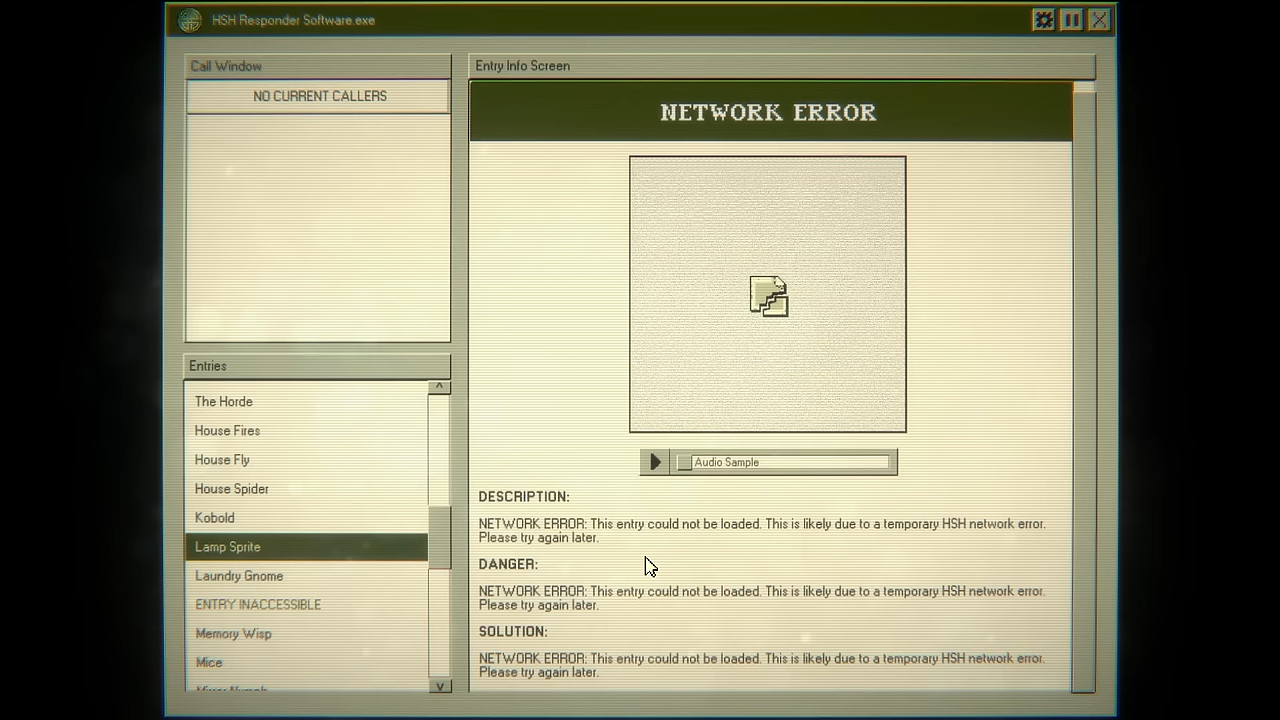 HSH Responder Software.exe
Call Window
NO CURRENT CALLERS
Entries
The Horde
House Fires
House Fly
House Spider
Kobold
Lamp Sprite
Laundry Gnome
ENTRY INACCESSIBLE
Memory Wisp
Mice
Entry Info Screen
NETWORK ERROR
Audio Sample
DESCRIPTION:
NETWORK ERROR: This entry could not be loaded. This is likely due to a temporary HSH network error.
Please try again later.
DANGER:
NETWORK ERROR: This entry could not be loaded. This is likely due to a temporary HSH network error.
Please try again later.
SOLUTION:
NETWORK ERROR: This entry could not be loaded. This is likely due to a temporary HSH network error.
Please try again later.